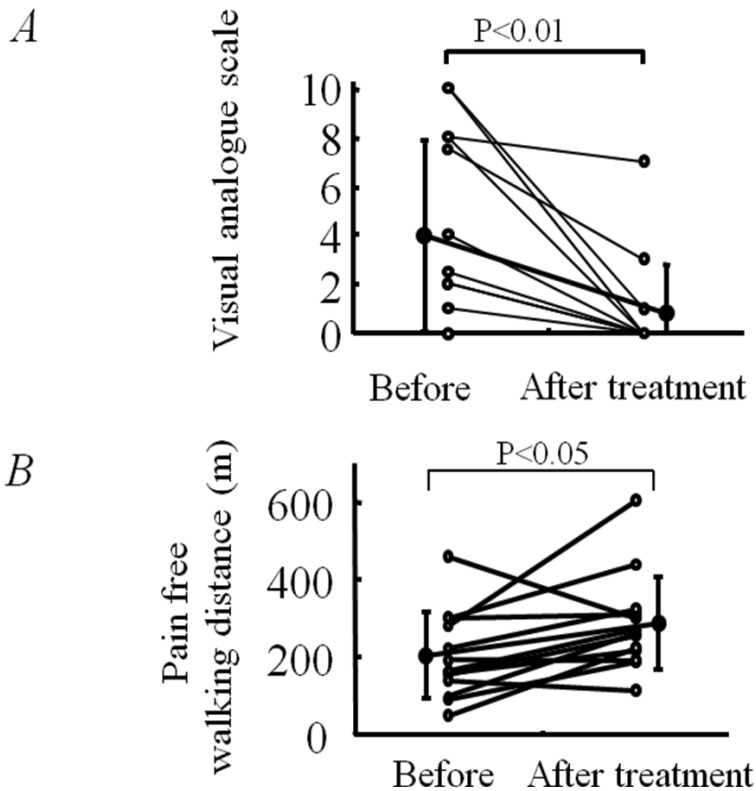 A
P<0.01
Visual analogue scale
10
8
6
4
2
0
Before
After treatment
B
P<0.05
Pain free
walking distance (m)
600
400
200
0
Before
After treatment